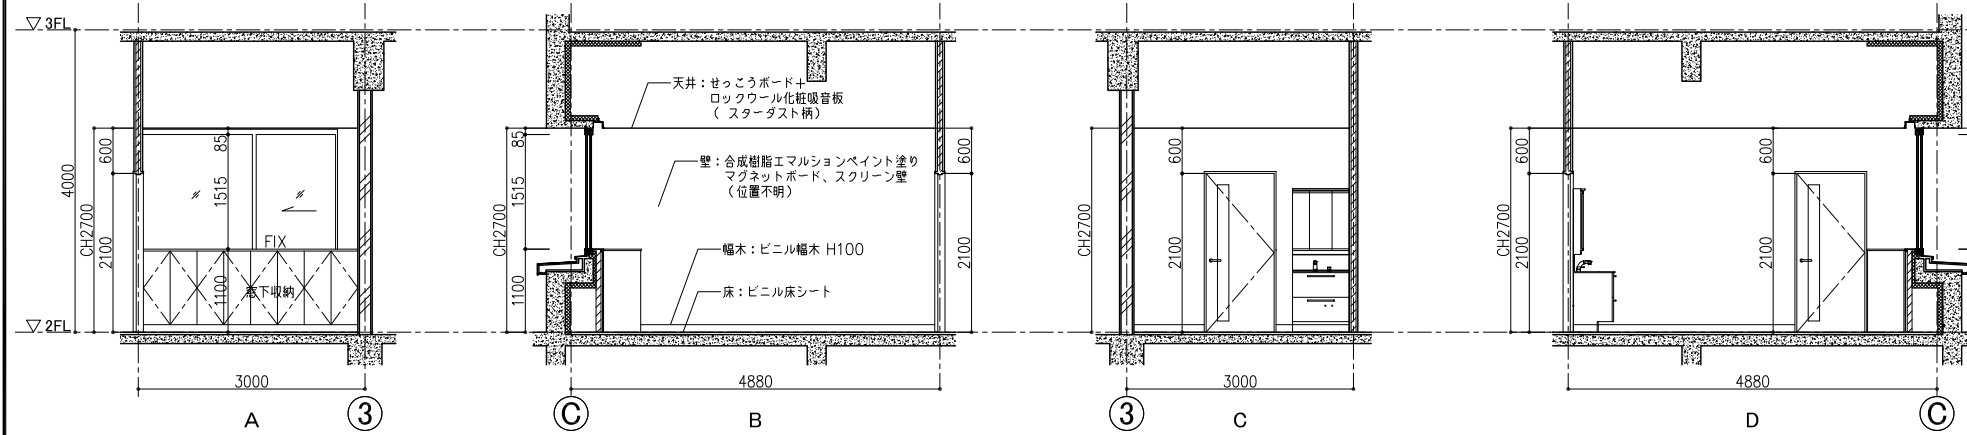 ▽3FL
4000
▽2FL
CH2700
600
2100
85
1515
1100
FIX
窓下収納
3000
3
A
CH2700
85
1515
1100
天井：せっこうボード＋
ロックウール化粧吸音板
（ スターダスト柄）
壁：合成樹脂エマルションペイント塗り
マグネットボード、スクリーン壁
（位置不明）
幅木：ビニル幅木 H100
床：ビニル床シート
600
2100
4880
C
B
CH2700
600
2100
3000
3
C
CH2700
600
2100
600
2100
4880
D
C